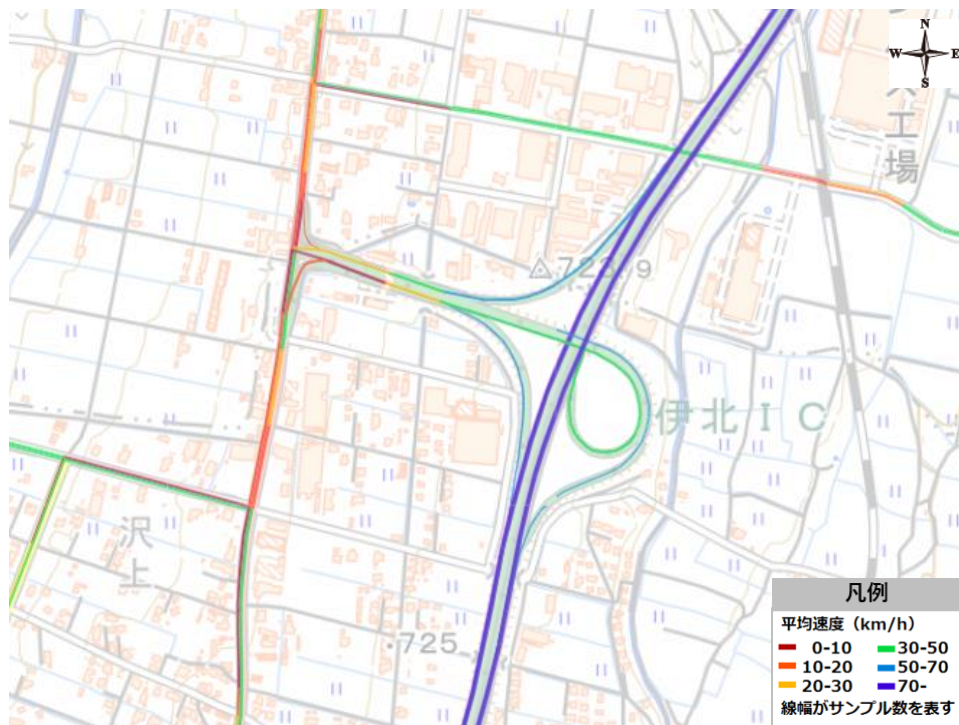 N
W E
S
工場
723.9
伊北ＩＣ
沢上
.725
凡例
平均速度（km/h）
0-10 30-50
10-20 50-70
20-30 70-
線幅がサンプル数を表す